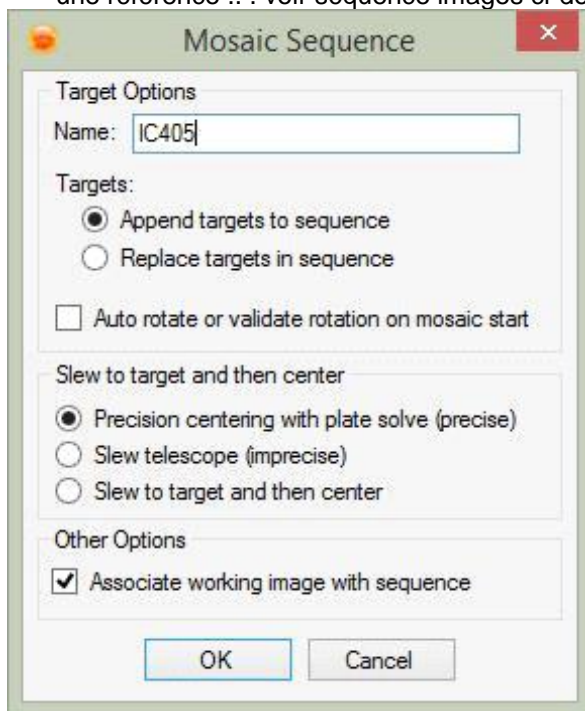 Mosaic Sequence
Target Options
Name: IC405
Targets:
Append targets to sequence
Replace targets in sequence
Auto rotate or validate rotation on mosaic start
Slew to target and then center
Precision centering with plate solve (precise)
Slew telescope (imprecise)
Slew to target and then center
Other Options
Associate working image with sequence
OK Cancel